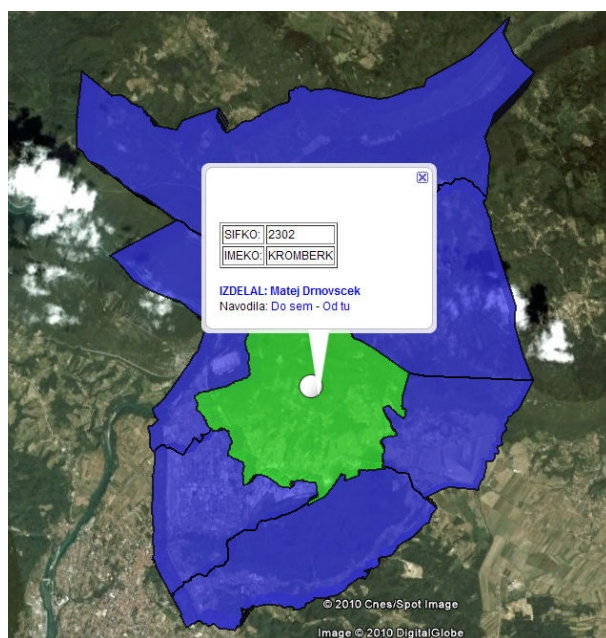 SIFKO: 2302
IMEKO: KROMBERK
IZDELAL: Matej Drnovscek
Navodila: Do sem - Od tu
© 2010 Cnes/Spot Image
Image © 2010 DigitalGlobe